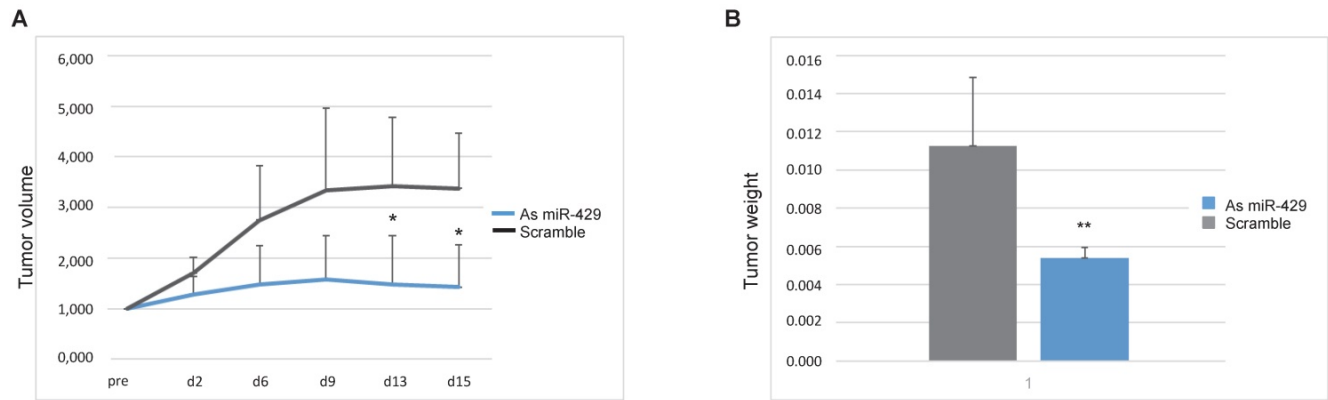 A
Tumor volume
6,000
5,000
4,000
3,000
2,000
1,000
0,000
pre d2 d6 d9 d13 d15
*
*
As miR-429
Scramble
B
Tumor weight
0.016
0.014
0.012
0.010
0.008
0.006
0.004
0.002
0.000
1
**
As miR-429
Scramble